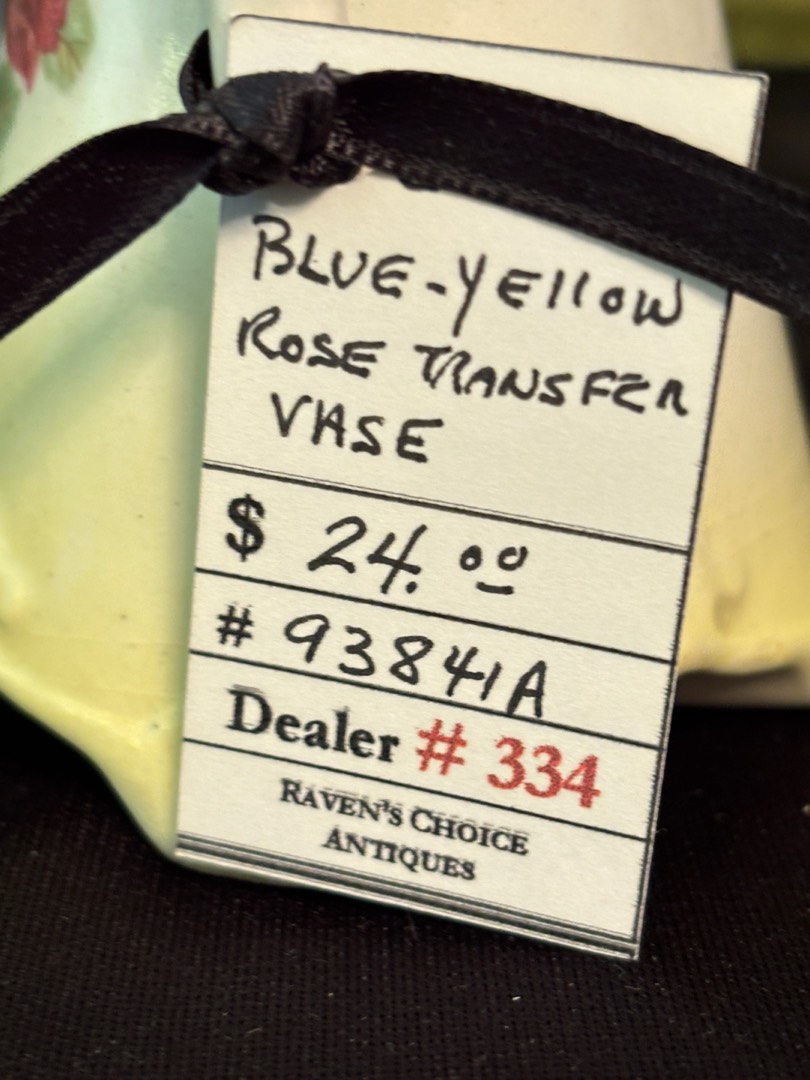 BLUE-YEllOW
ROSE TRANSFER
VASE
$ 24.00
# 93841A
Dealer # 334
RAVEN'S CHOICE
ANTIQUES